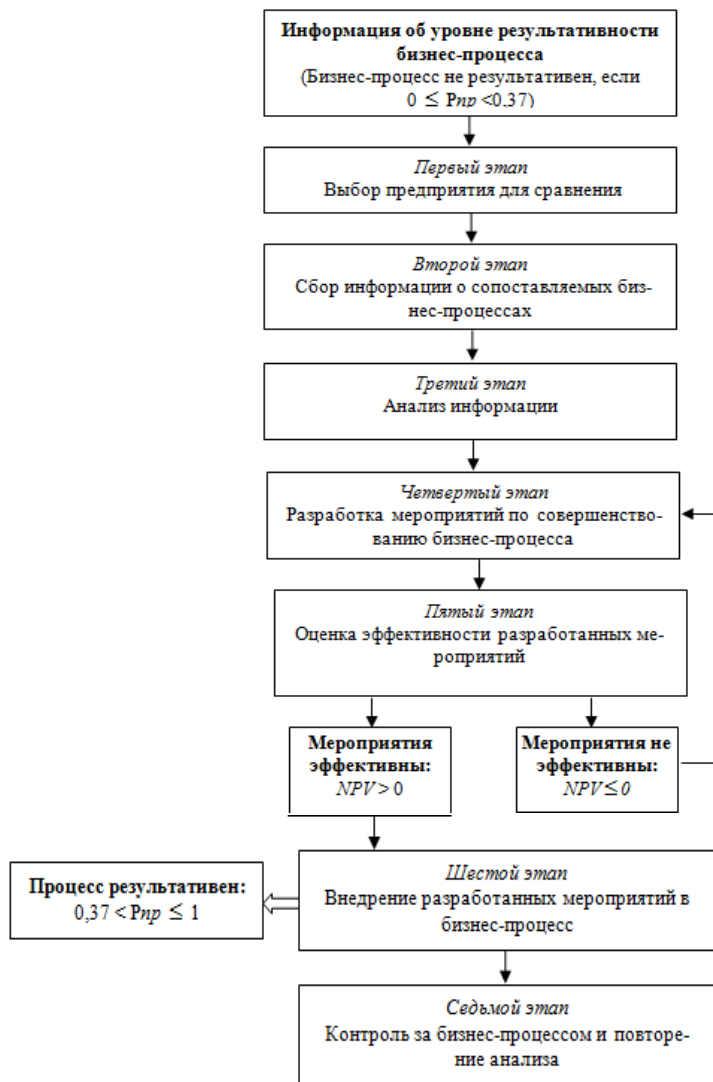 Информация об уровне результативности
бизнес-процесса
(Бизнес-процесс не результативен, если
0 ≤ Pпр <0,37)
Первый этап
Выбор предприятия для сравнения
Второй этап
Сбор информации о сопоставляемых биз-
нес-процессах
Третий этап
Анализ информации
Четвертый этап
Разработка мероприятий по совершенство-
ванию бизнес-процесса
Пятый этап
Оценка эффективности разработанных ме-
роприятий
Мероприятия
эффективны:
NPV > 0
Мероприятия не
эффективны:
NPV ≤ 0
Шестой этап
Внедрение разработанных мероприятий в
бизнес-процесс
Процесс результативен:
0,37 < Pпр ≤ 1
Седьмой этап
Контроль за бизнес-процессом и повторе-
ние анализа